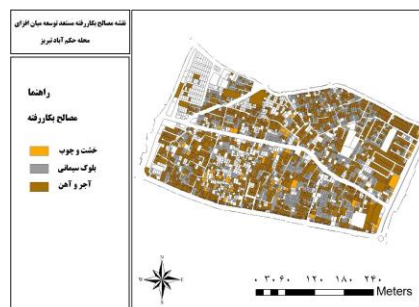 نقشه مصالح بکاررفته مستعد توسعه میان افزای
محله حکم آباد تبریز
راهنما
مصالح بکاررفته
خشت و چوب
بلوک سیمانی
آجر و آهن
N
W E
S
۰ ۳۰ ۶۰ ۱۲۰ ۱۸۰ ۲۴۰
Meters